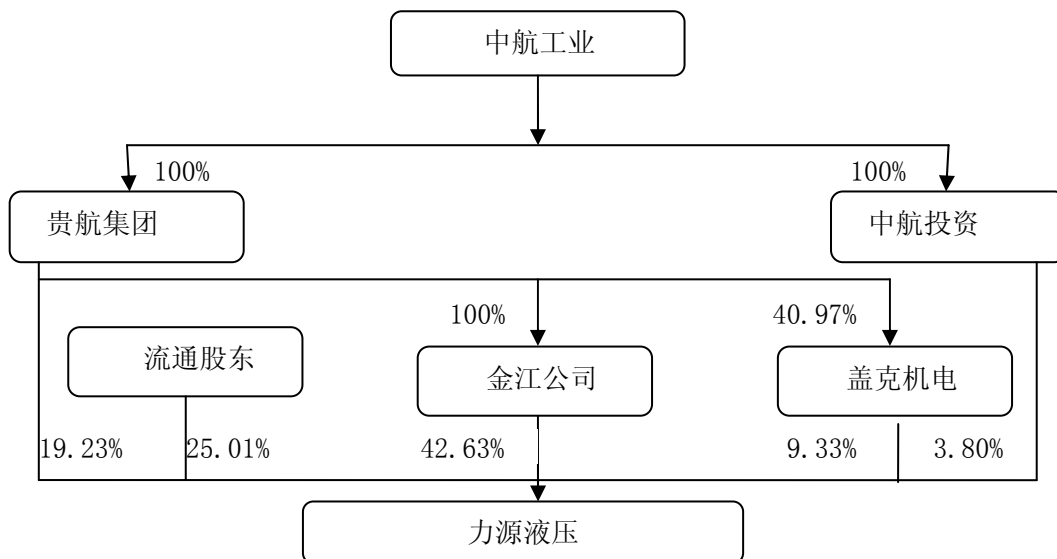 中航工业
100% 100%
贵航集团 中航投资
100% 40.97%
流通股东 金江公司 盖克机电
19.23% 25.01% 42.63% 9.33% 3.80%
力源液压